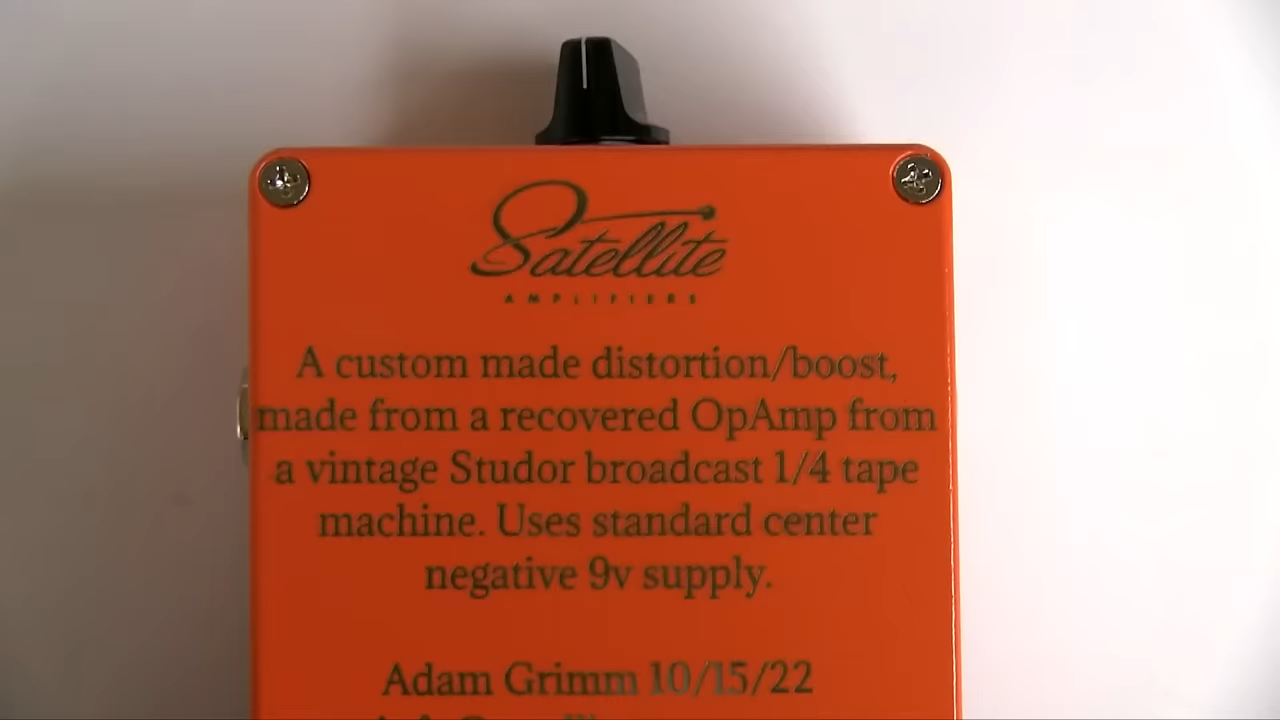 Satellite
AMPLIFIERS
A custom made distortion/boost,
made from a recovered OpAmp from
a vintage Studor broadcast 1/4 tape
machine. Uses standard center
negative 9v supply.
Adam Grimm 10/15/22